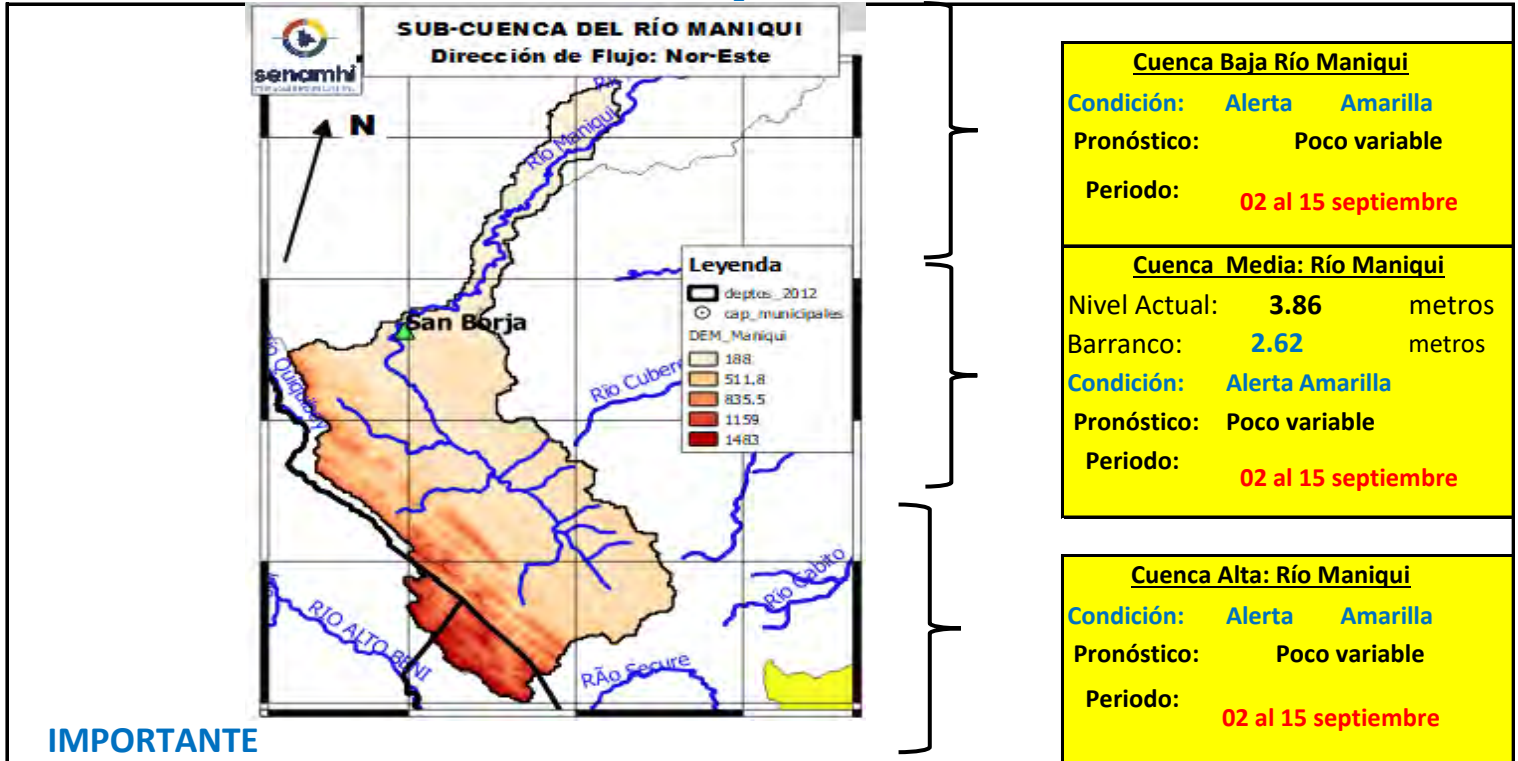 SUB-CUENCA DEL RÍO MANIQUI
Dirección de Flujo: Nor-Este
senamhi
N
Río Maniqui
San Borja
Río Quiquibey
Río Cubere
Río Cabito
RIO ALTO BENI
RÃo Secure
Leyenda
deptos_2012
cap_municipales
DEM_Maniqui
188
511.8
835.5
1159
1483
Cuenca Baja Río Maniqui
Condición: Alerta Amarilla
Pronóstico: Poco variable
Periodo: 02 al 15 septiembre
Cuenca Media: Río Maniqui
Nivel Actual: 3.86 metros
Barranco: 2.62 metros
Condición: Alerta Amarilla
Pronóstico: Poco variable
Periodo: 02 al 15 septiembre
Cuenca Alta: Río Maniqui
Condición: Alerta Amarilla
Pronóstico: Poco variable
Periodo: 02 al 15 septiembre
IMPORTANTE